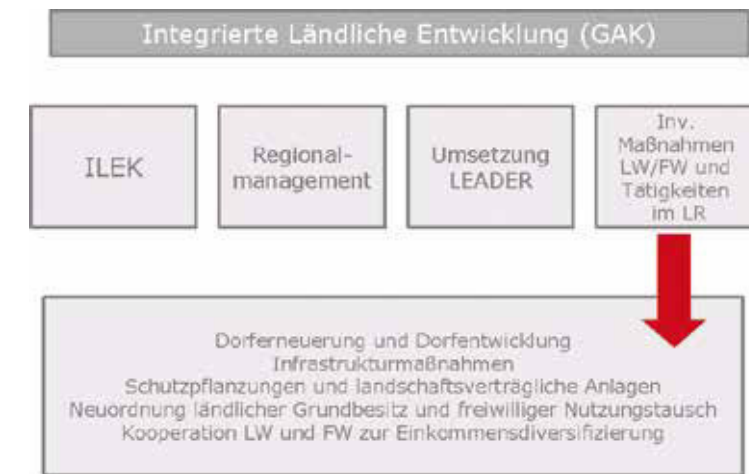 Integrierte Ländliche Entwicklung (GAK)
ILEK
Regional-
management
Umsetzung
LEADER
Inv.
Maßnahmen
LW/FW und
Tätigkeiten
im LR
Dorferneuerung und Dorfentwicklung
Infrastrukturmaßnahmen
Schutzpflanzungen und landschaftsverträgliche Anlagen
Neuordnung ländlicher Grundbesitz und freiwilliger Nutzungstausch
Kooperation LW und FW zur Einkommensdiversifizierung